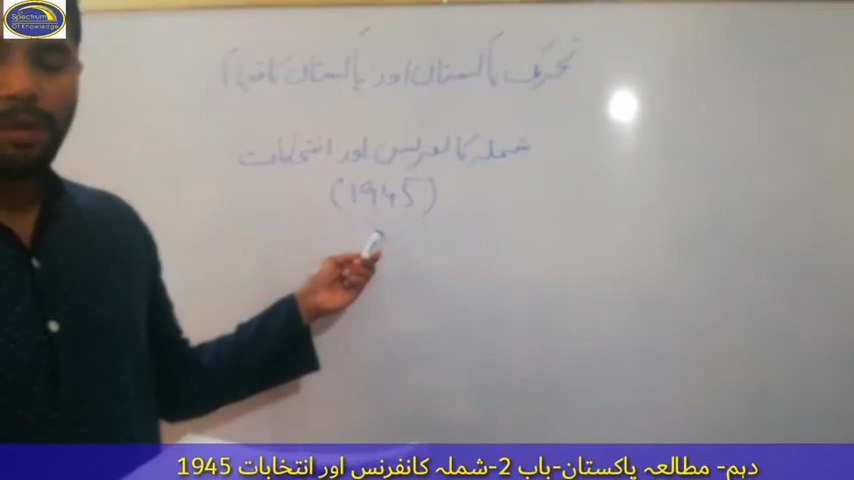 Spectrum
Of Knowledge
تحریک پاکستان اور پاکستان کا قیام
شملہ کانفرنس اور انتخابات
(1945)
دہم- مطالعہ پاکستان-باب 2-شملہ کانفرنس اور انتخابات 1945